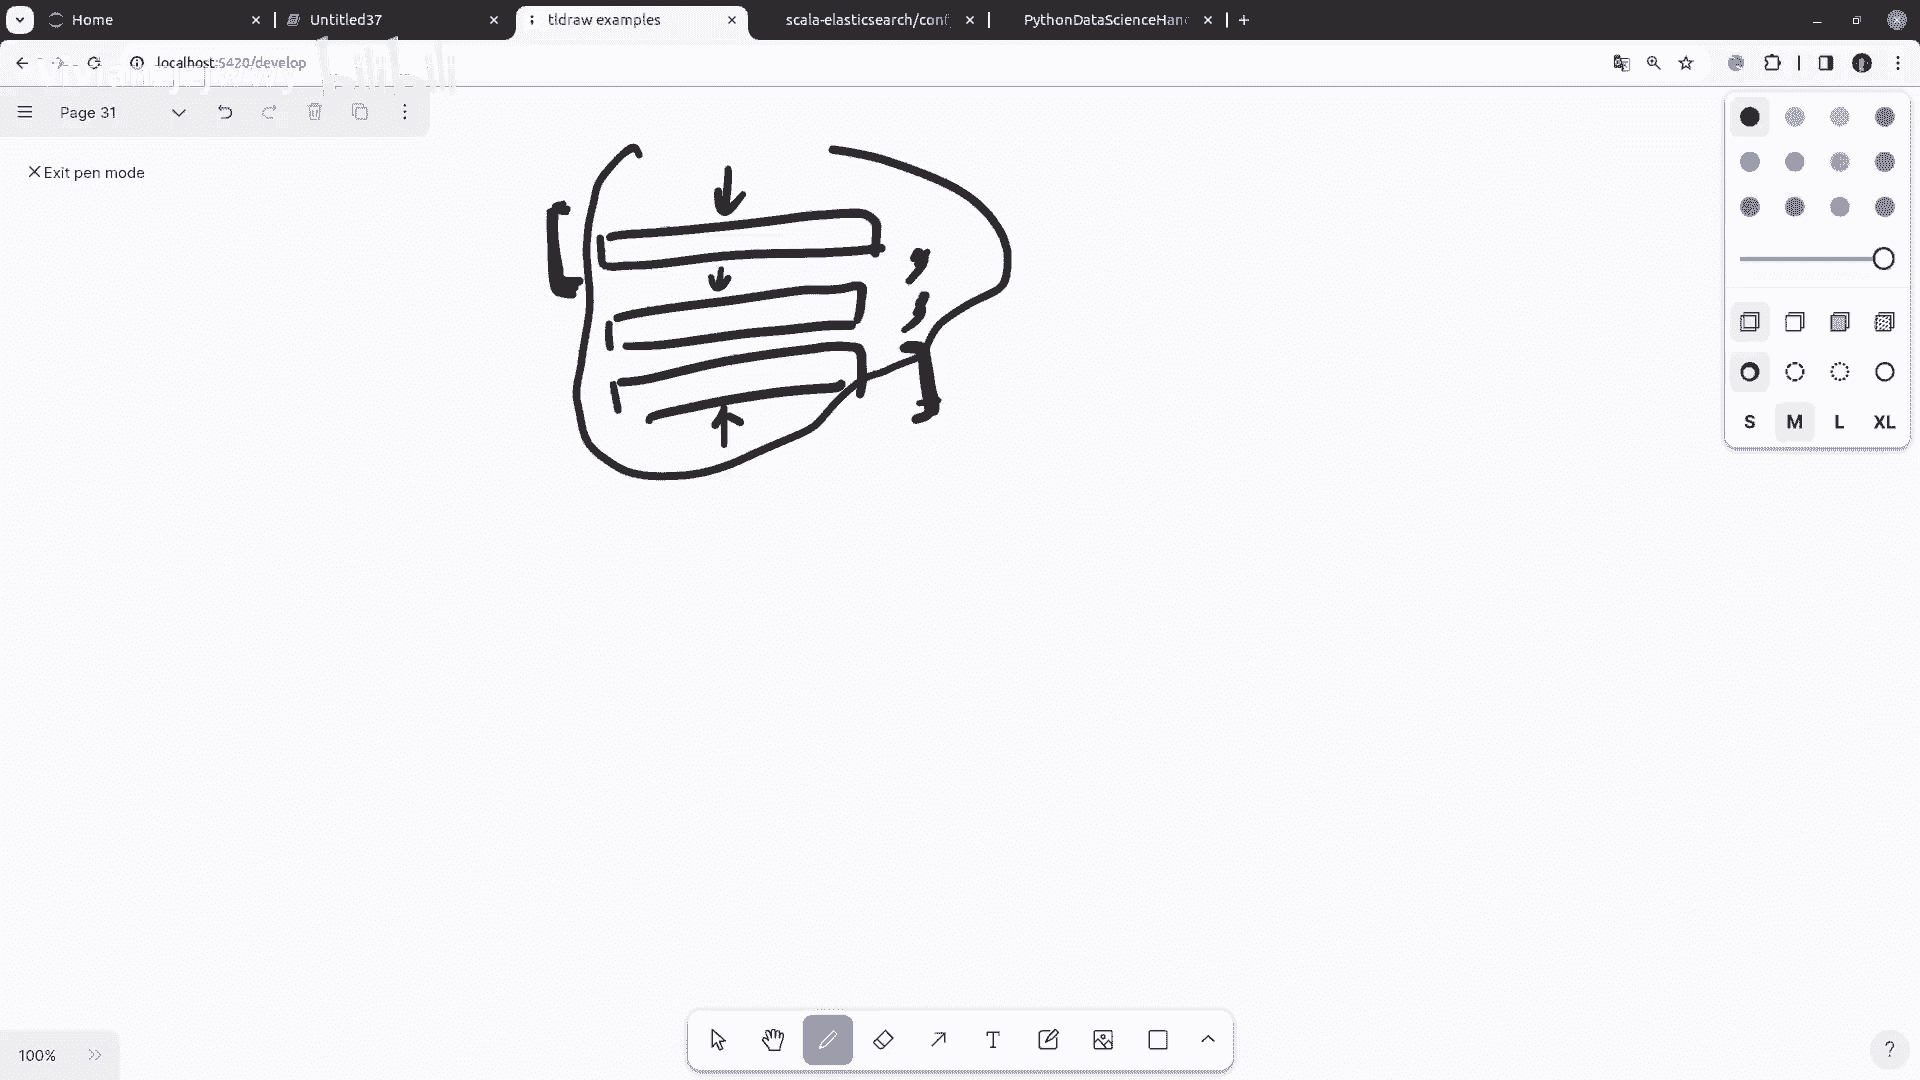 Home
Untitled37
tldraw examples
scala-elasticsearch/conf
PythonDataScienceHan
localhost:5420/develop
Page 31
Exit pen mode
S M L XL
100%
?